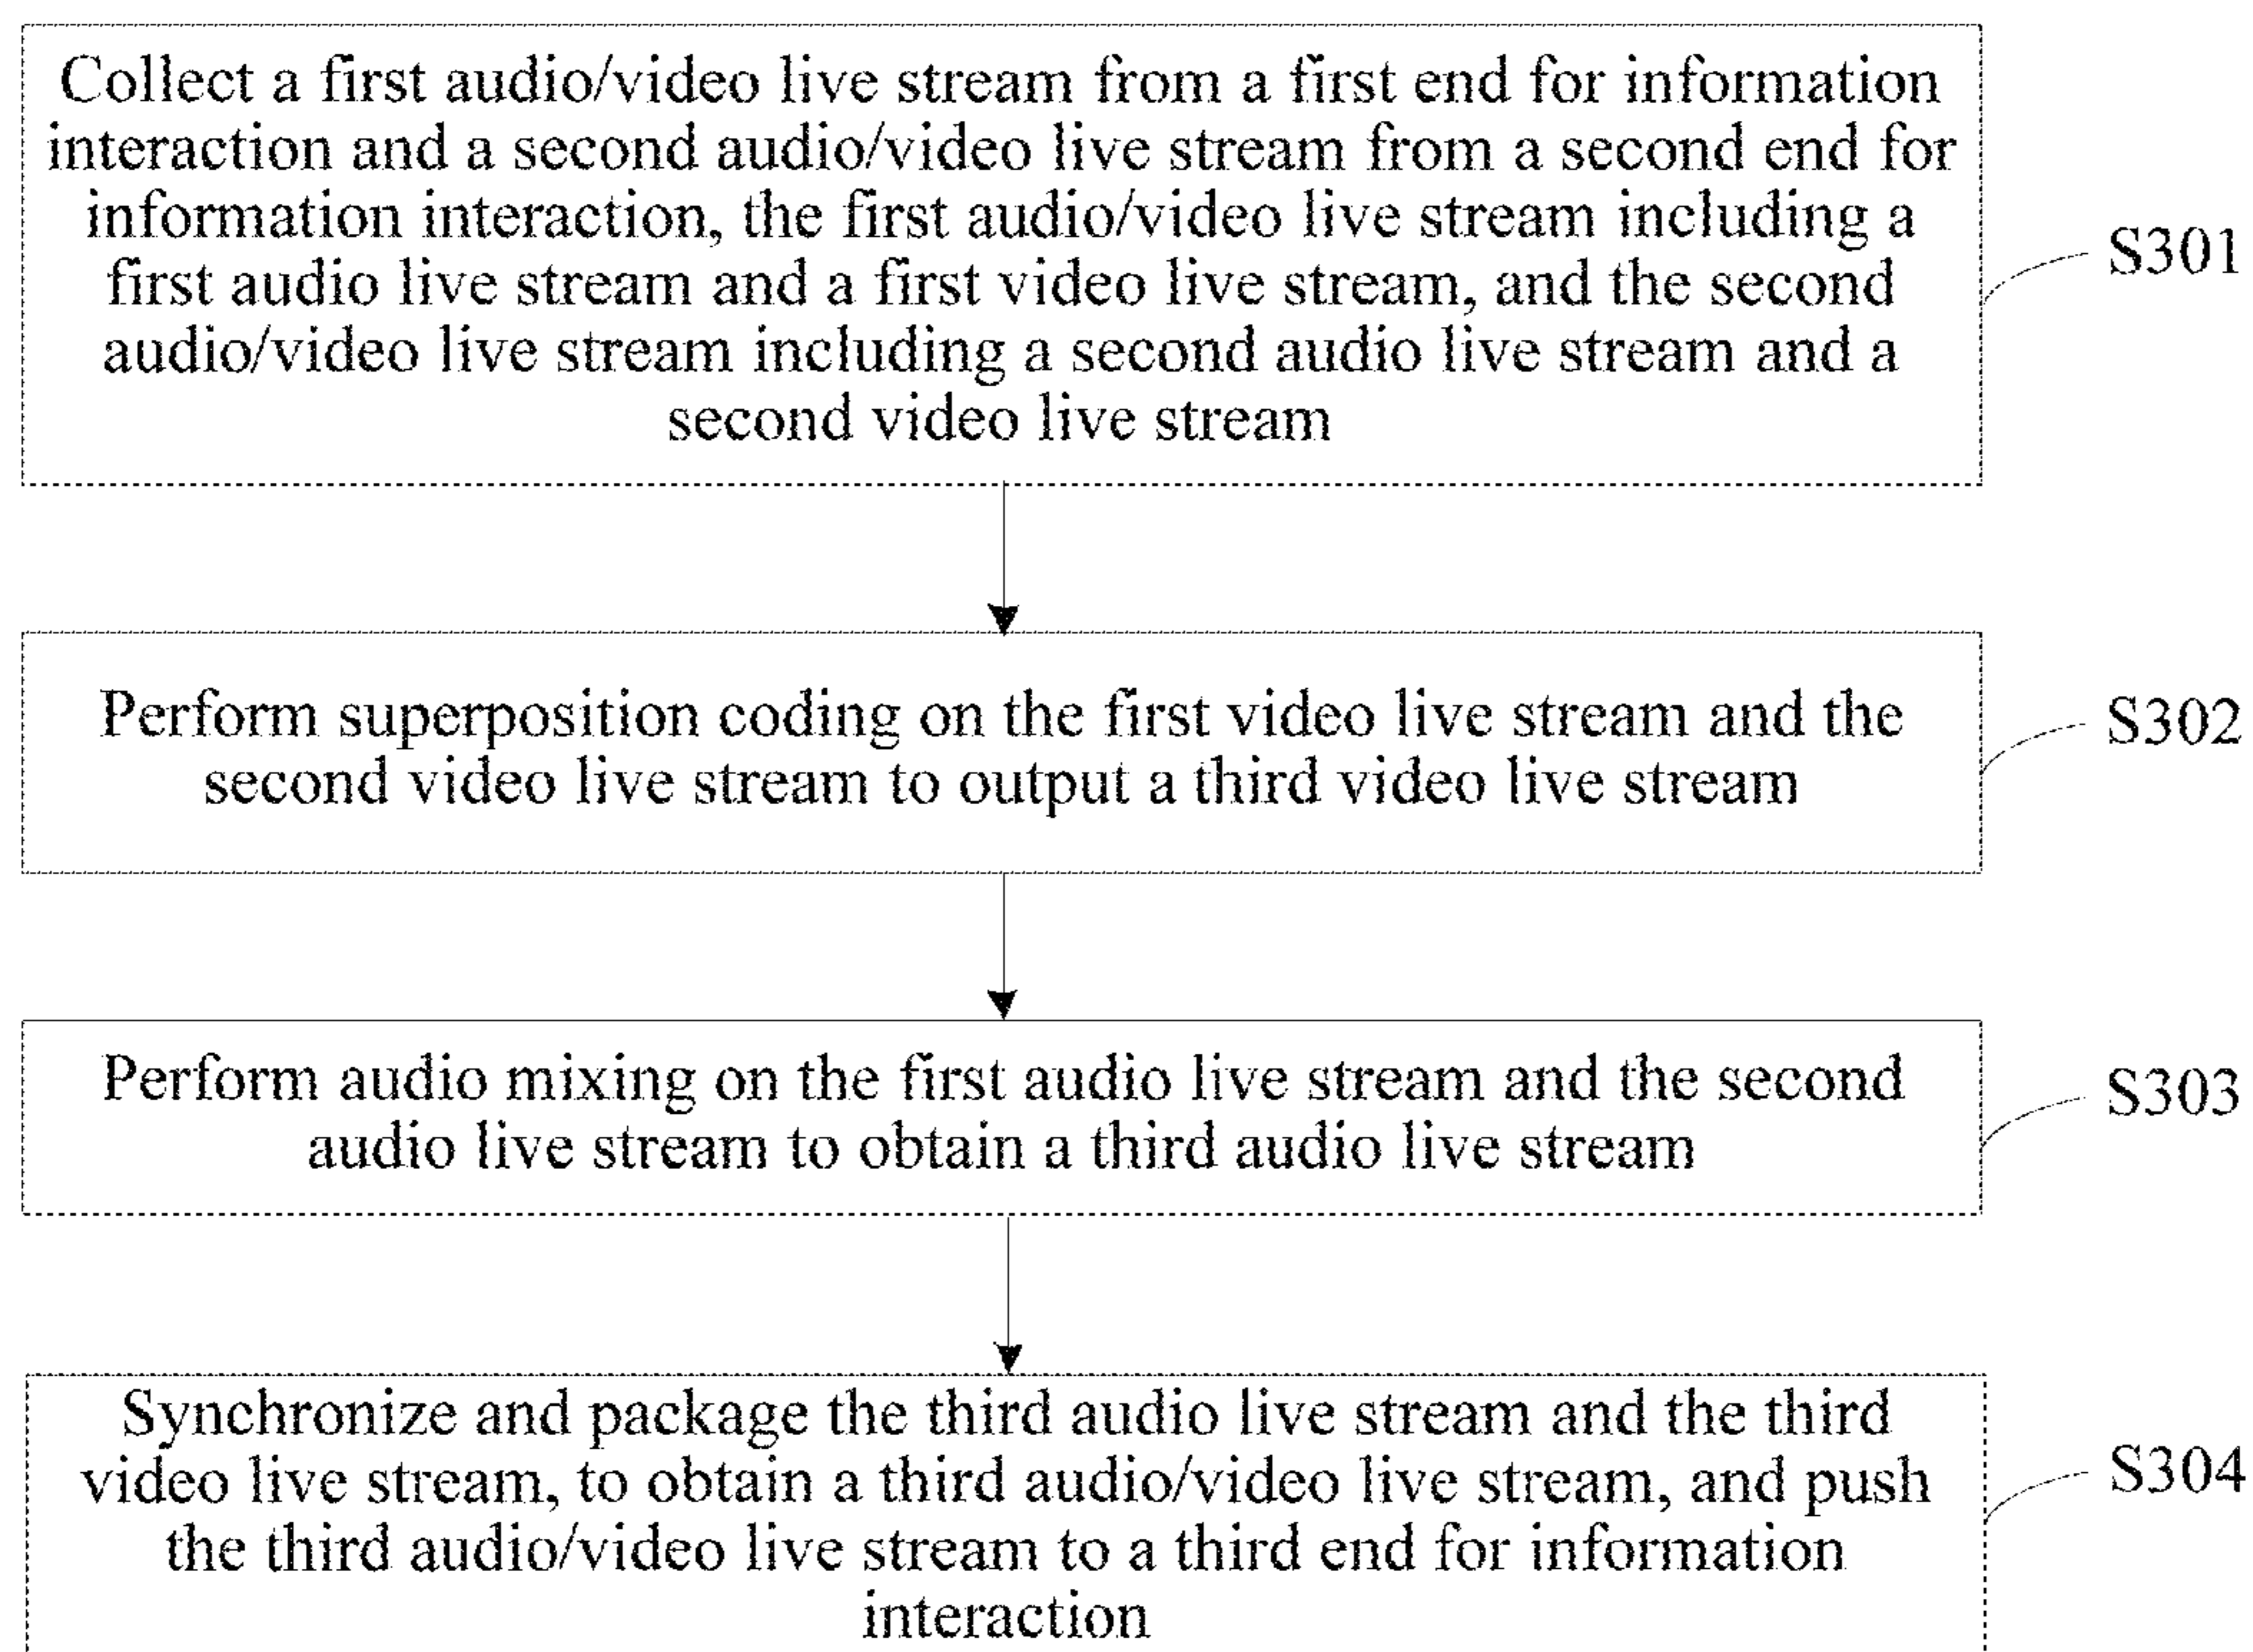 Collect a first audio/video live stream from a first end for information
interaction and a second audio/video live stream from a second end for
information interaction, the first audio/video live stream including a
first audio live stream and a first video live stream, and the second
audio/video live stream including a second audio live stream and a
second video live stream
S301
Perform superposition coding on the first video live stream and the
second video live stream to output a third video live stream
S302
Perform audio mixing on the first audio live stream and the second
audio live stream to obtain a third audio live stream
S303
Synchronize and package the third audio live stream and the third
video live stream, to obtain a third audio/video live stream, and push
the third audio/video live stream to a third end for information
interaction
S304